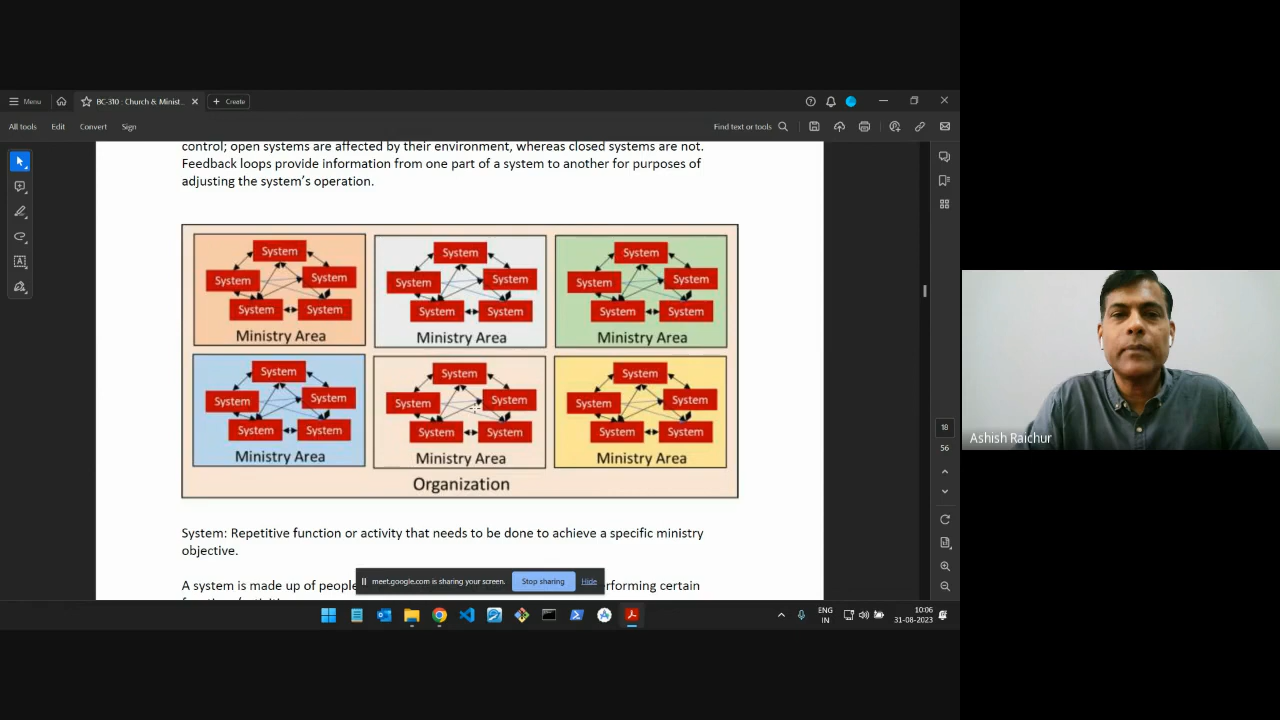 Menu
BC-310 : Church & Minist...
Create
All tools
Edit
Convert
Sign
Find text or tools
control; open systems are affected by their environment, whereas closed systems are not.
Feedback loops provide information from one part of a system to another for purposes of
adjusting the system's operation.
System System System
System System System System System System
System System System System System System
Ministry Area Ministry Area Ministry Area
System System System
System System System System System System
System System System System System System
Ministry Area Ministry Area Ministry Area
Organization
System: Repetitive function or activity that needs to be done to achieve a specific ministry
objective.
A system is made up of people
erforming certain
meet.google.com is sharing your screen.
Stop sharing
Hide
18
56
Ashish Raichur
ENG
IN
10:06
31-08-2023